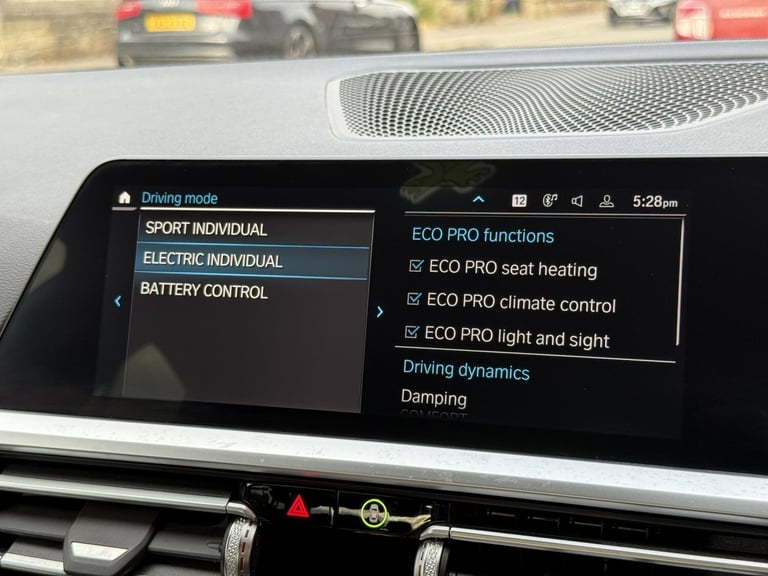 Driving mode
12
5:28pm
SPORT INDIVIDUAL
ELECTRIC INDIVIDUAL
BATTERY CONTROL
ECO PRO functions
ECO PRO seat heating
ECO PRO climate control
ECO PRO light and sight
Driving dynamics
Damping
COMFORT